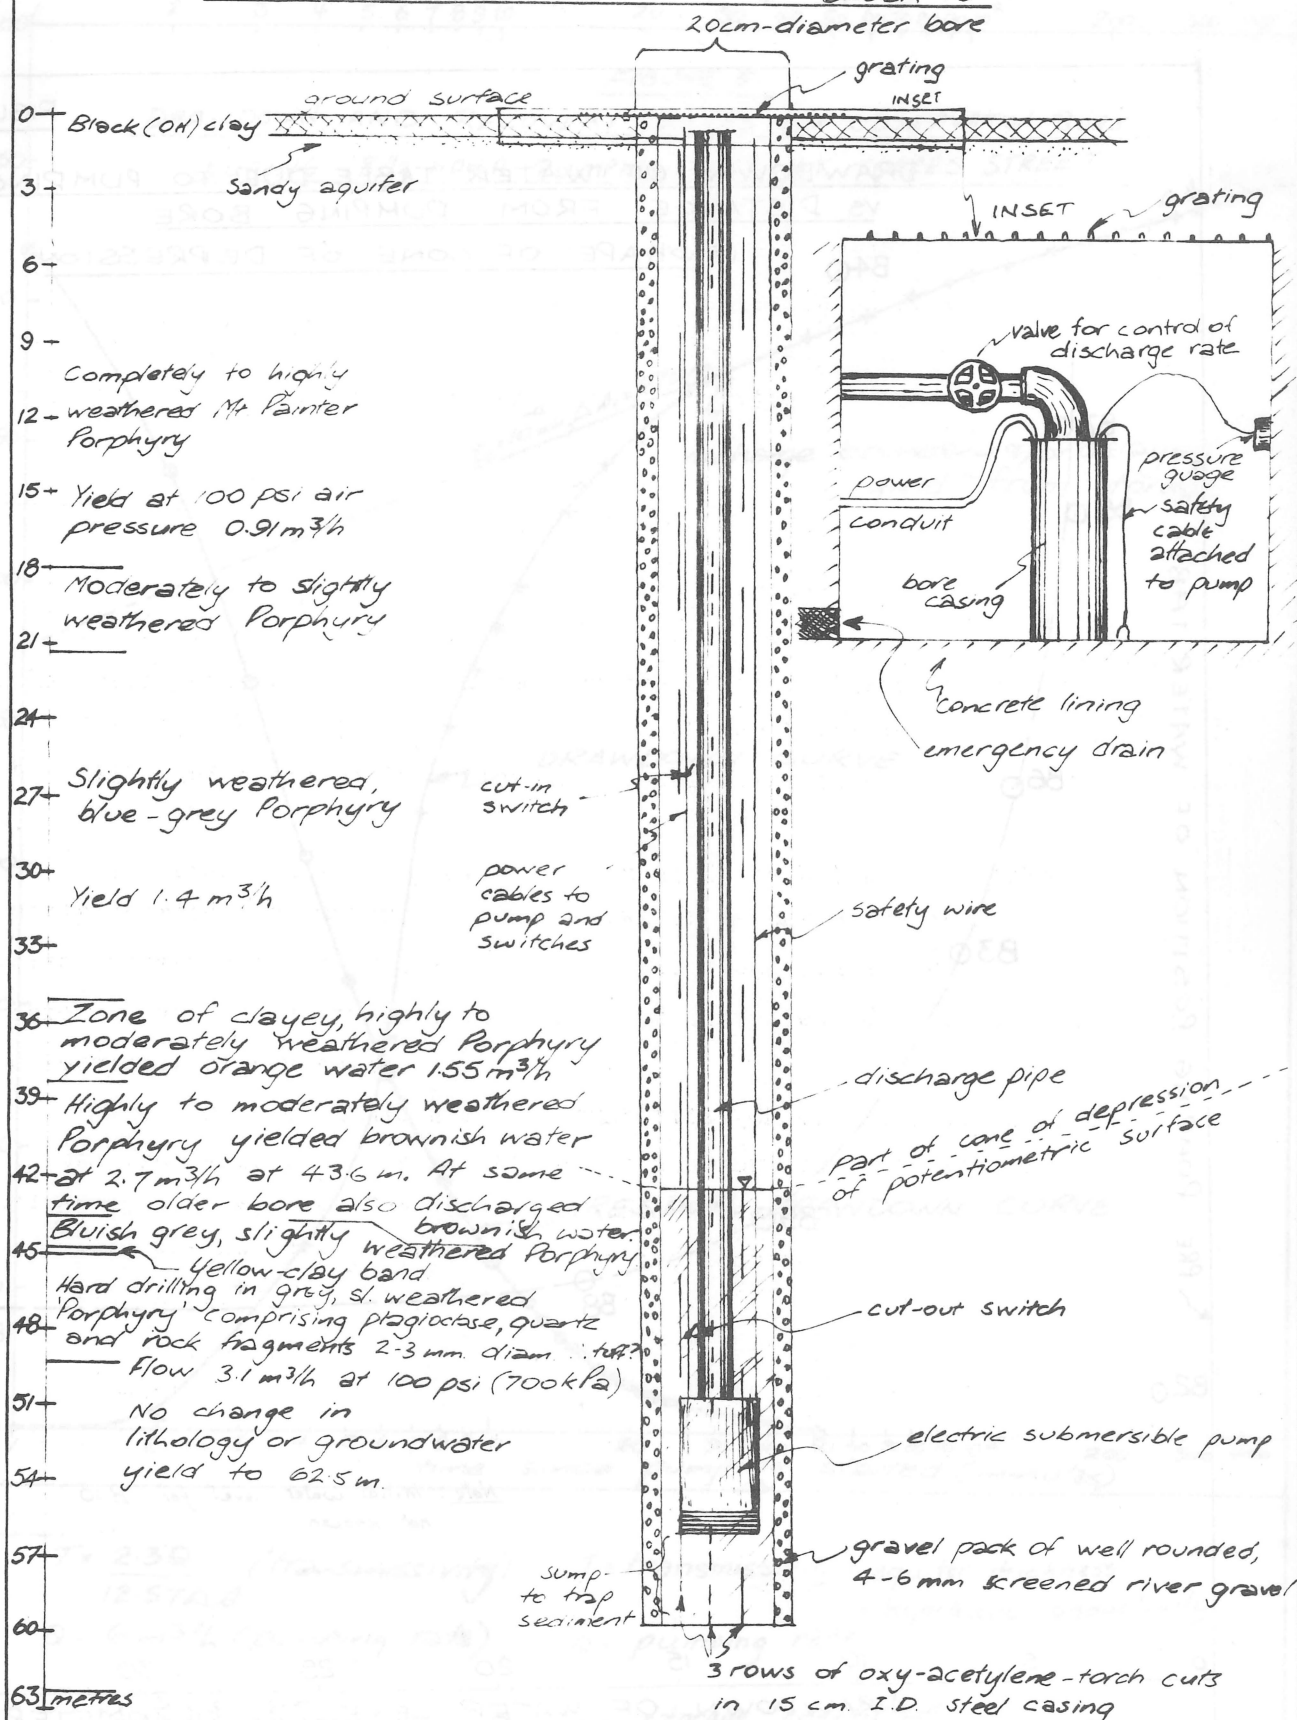 20cm-diameter bore
grating
INSET
ground surface
0
Black (OH) clay
Sandy aquifer
3
6
9
Completely to highly
12 weathered Mt Painter
Porphyry
15 Yield at 100 psi air
pressure 0.91 m³/h
18
Moderately to slightly
weathered Porphyry
21
24
Slightly weathered,
27
blue-grey Porphyry
30
Yield 1.4 m³/h
33
36 Zone of clayey, highly to
moderately weathered Porphyry
yielded orange water 1.55 m³/h
39
Highly to moderately weathered
Porphyry yielded brownish water
42 at 2.7 m³/h at 43.6 m. At same
time older bore also discharged
brownish water.
Bluish grey, slightly weathered Porphyry
45
Yellow-clay band
Hard drilling in grey, sl. weathered
'Porphyry' comprising plagioclase, quartz
48
and rock fragments 2-3 mm. diam ∴ tuff?
Flow 3.1 m³/h at 100 psi (700 kPa)
51
No change in
lithology or groundwater
yield to 62.5 m.
54
57
60
63 metres
INSET
grating
valve for control of
discharge rate
power
conduit
pressure
guage
safety
cable
attached
to pump
bore
casing
concrete lining
emergency drain
cut-in
switch
power
cables to
pump and
switches
safety wire
discharge pipe
part of cone of depression
of potentiometric surface
cut-out switch
electric submersible pump
gravel pack of well rounded,
4-6 mm screened river gravel
sump
to trap
sediment
3 rows of oxy-acetylene-torch cuts
in 15 cm. I.D. steel casing